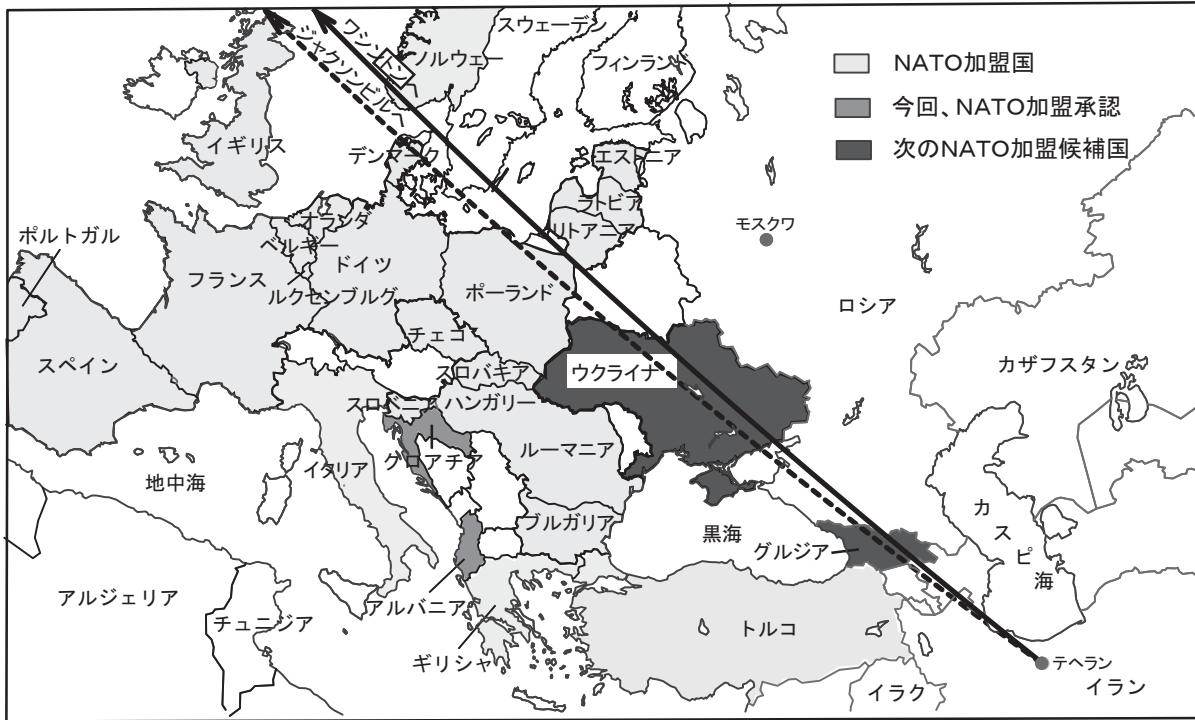 ワシントンへ
ジャクソンビルへ
ノルウェー
スウェーデン
フィンラン
NATO加盟国
今回、NATO加盟承認
次のNATO加盟候補国
イギリス
デンマーク
エストニア
ラトビア
リトアニア
モスクワ
ポルトガル
オランダ
ベルギー
ドイツ
フランス
ルクセンブルグ
ポーランド
ロシア
チェコ
スペイン
スロバキア
ウクライナ
カザフスタン
スロベニア
ハンガリー
ルーマニア
クロアチア
イタリア
地中海
ブルガリア
黒海
グルジア
カスピ海
アルジェリア
チュニジア
アルバニア
ギリシャ
トルコ
テヘラン
イラク
イラン